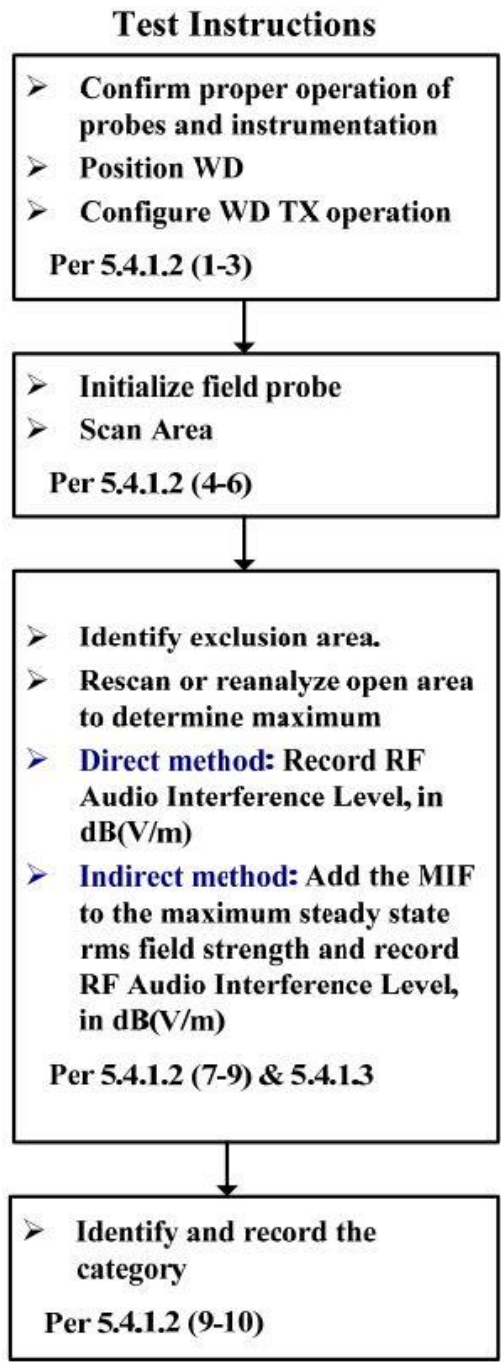 Test Instructions
➢ Confirm proper operation of
probes and instrumentation
➢ Position WD
➢ Configure WD TX operation
Per 5.4.1.2 (1-3)
➢ Initialize field probe
➢ Scan Area
Per 5.4.1.2 (4-6)
➢ Identify exclusion area.
➢ Rescan or reanalyze open area
to determine maximum
➢ Direct method: Record RF
Audio Interference Level, in
dB(V/m)
➢ Indirect method: Add the MIF
to the maximum steady state
rms field strength and record
RF Audio Interference Level,
in dB(V/m)
Per 5.4.1.2 (7-9) & 5.4.1.3
➢ Identify and record the
category
Per 5.4.1.2 (9-10)